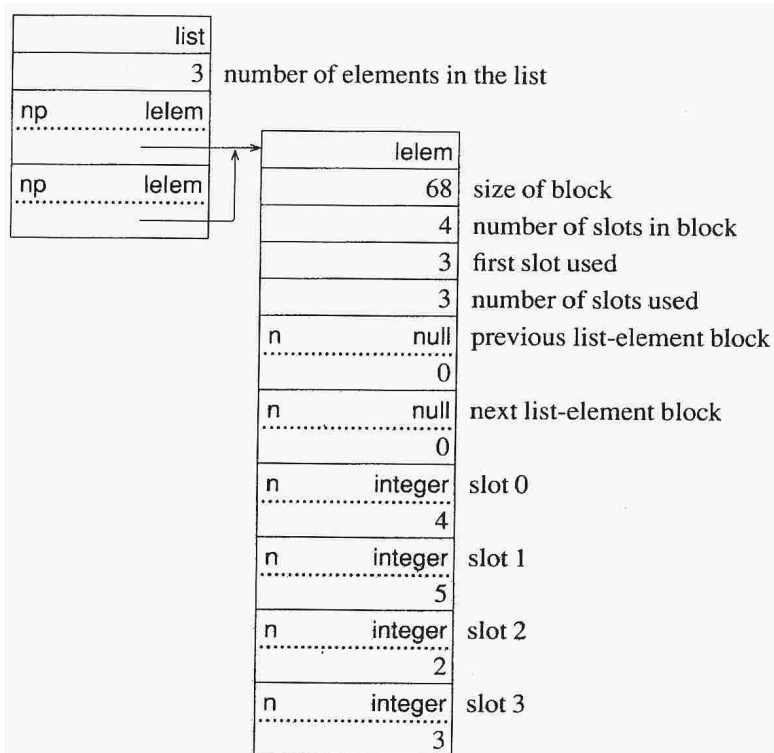 list
3 number of elements in the list
np lelem
np lelem
lelem
68 size of block
4 number of slots in block
3 first slot used
3 number of slots used
n null previous list-element block
0
n null next list-element block
0
n integer slot 0
4
n integer slot 1
5
n integer slot 2
2
n integer slot 3
3